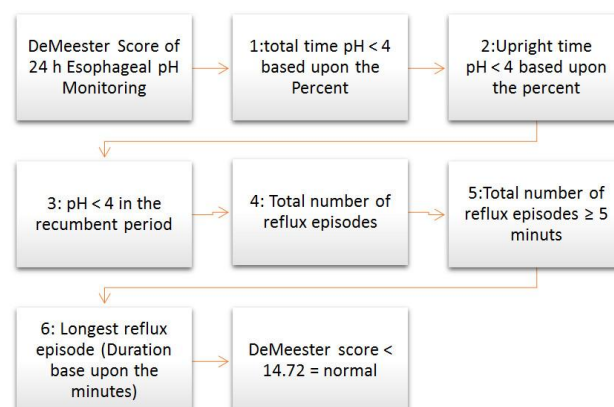 DeMeester Score of
24 h Esophageal pH
Monitoring
1:total time pH < 4
based upon the
Percent
2:Upright time
pH < 4 based upon
the percent
3: pH < 4 in the
recumbent period
4: Total number of
reflux episodes
5:Total number of
reflux episodes ≥ 5
minuts
6: Longest reflux
episode (Duration
base upon the
minutes)
DeMeester score <
14.72 = normal